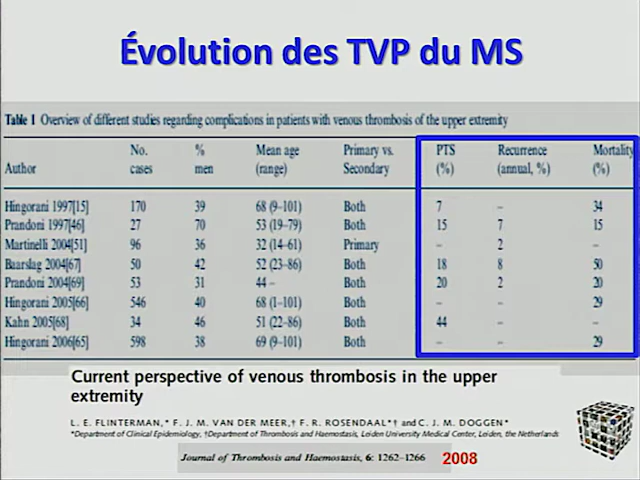 Évolution des TVP du MS
Table 1 Overview of different studies regarding complications in patients with venous thrombosis of the upper extremity
No. % Mean age Primary vs. PTS Recurrence Mortality
Author cases men (range) Secondary (%) (annual, %) (%)
Hingorani 1997[15] 170 39 68 (9–101) Both 7 – 34
Prandoni 1997[46] 27 70 53 (19–79) Both 15 7 15
Martinelli 2004[51] 96 36 32 (14–61) Primary – 2 –
Baarslag 2004[67] 50 42 52 (23–86) Both 18 8 50
Prandoni 2004[69] 53 31 44 – Both 20 2 20
Hingorani 2005[66] 546 40 68 (1–101) Both – – 29
Kahn 2005[68] 34 46 51 (22–86) Both 44 – –
Hingorani 2006[65] 598 38 69 (9–101) Both – – 29
Current perspective of venous thrombosis in the upper
extremity
L. E. FLINTERMAN,* F. J. M. VAN DER MEER,† F. R. ROSENDAAL*† and C. J. M. DOGGEN*
*Department of Clinical Epidemiology, †Department of Thrombosis and Haemostasis, Leiden University Medical Center, Leiden, the Netherlands
Journal of Thrombosis and Haemostasis, 6: 1262–1266 2008